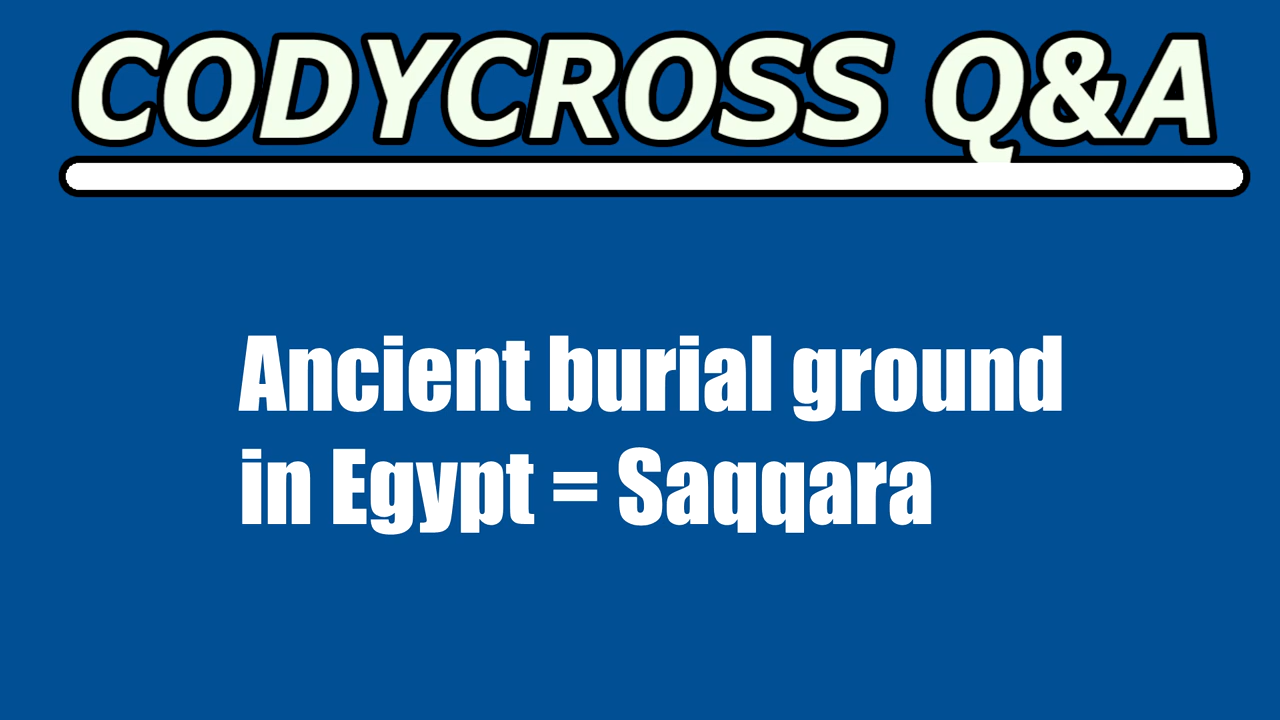 CODYCROSS Q&A
Ancient burial ground
in Egypt = Saqqara